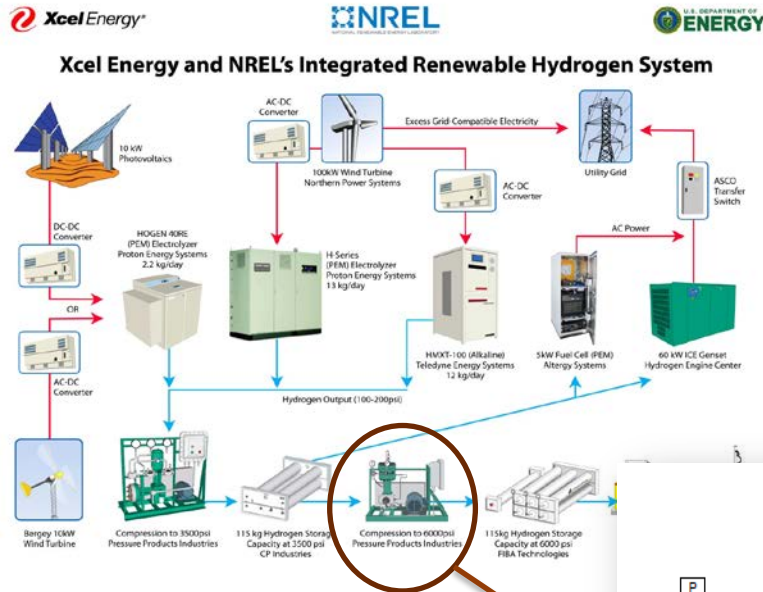 Xcel Energy®
NREL
NATIONAL RENEWABLE ENERGY LABORATORY
U.S. DEPARTMENT OF
ENERGY
Xcel Energy and NREL's Integrated Renewable Hydrogen System
10 kW
Photovoltaics
AC-DC
Converter
100kW Wind Turbine
Northern Power Systems
Excess Grid-Compatible Electricity
Utility Grid
AC-DC
Converter
ASCO
Transfer
Switch
DC-DC
Converter
HOGEN 40RE
(PEM) Electrolyzer
Proton Energy Systems
2.2 kg/day
H-Series
(PEM) Electrolyzer
Proton Energy Systems
13 kg/day
AC Power
OR
AC-DC
Converter
HMXT-100 (Alkaline)
Teledyne Energy Systems
12 kg/day
5kW Fuel Cell (PEM)
Altergy Systems
60 kW ICE Genset
Hydrogen Engine Center
Hydrogen Output (100-200psi)
Bergey 10kW
Wind Turbine
Compression to 3500psi
Pressure Products Industries
115 kg Hydrogen Storage
Capacity at 3500 psi
CP Industries
Compression to 6000psi
Pressure Products Industries
115kg Hydrogen Storage
Capacity at 6000 psi
FIBA Technologies
P